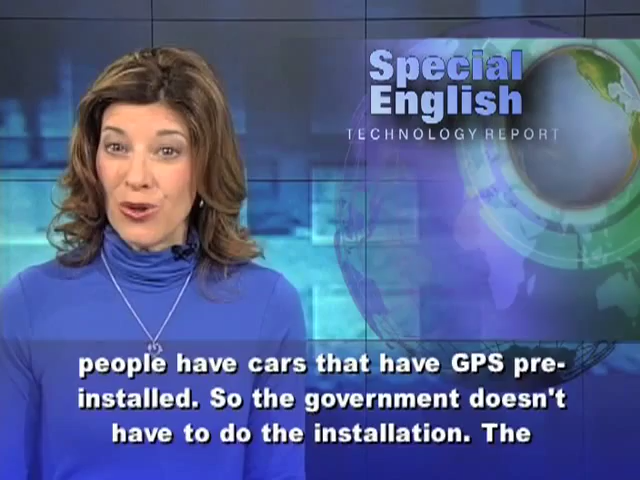 Special
English
TECHNOLOGY REPORT
people have cars that have GPS pre-
installed. So the government doesn't
have to do the installation. The